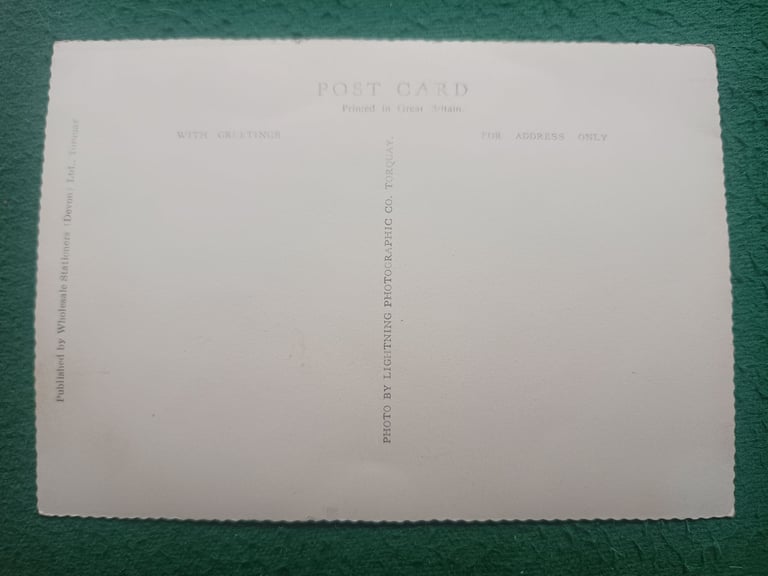 POST CARD
Printed in Great Britain.
WITH GREETINGS
FOR ADDRESS ONLY
Published by Wholesale Stationers (Devon) Ltd., Torquay
PHOTO BY LIGHTNING PHOTOGRAPHIC CO. TORQUAY.